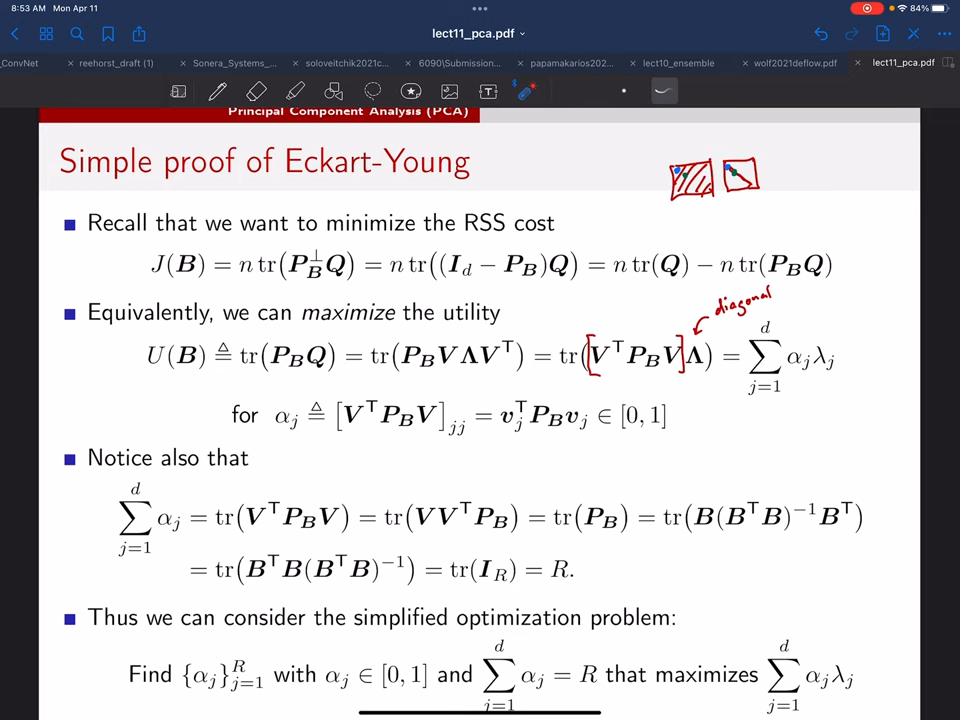 8:53 AM Mon Apr 11
84%
lect11_pca.pdf
_ConvNet
reehorst_draft (1)
Sonera_Systems_...
soloveitchik2021c...
6090\Submission...
papamakarios202...
lect10_ensemble
wolf2021deflow.pdf
lect11_pca.pdf
Principal Component Analysis (PCA)
Simple proof of Eckart-Young
Recall that we want to minimize the RSS cost
J(B) = n tr(P_B^⊥ Q) = n tr((I_d − P_B)Q) = n tr(Q) − n tr(P_B Q)
diagonal
Equivalently, we can maximize the utility
U(B) ≜ tr(P_B Q) = tr(P_B V Λ V^T) = tr([V^T P_B V] Λ) = ∑_{j=1}^{d} α_j λ_j
for α_j ≜ [V^T P_B V]_{jj} = v_j^T P_B v_j ∈ [0, 1]
Notice also that
∑_{j=1}^{d} α_j = tr(V^T P_B V) = tr(V V^T P_B) = tr(P_B) = tr(B(B^T B)^{−1} B^T)
= tr(B^T B(B^T B)^{−1}) = tr(I_R) = R.
Thus we can consider the simplified optimization problem:
Find {α_j}_{j=1}^{R} with α_j ∈ [0, 1] and ∑_{j=1}^{d} α_j = R that maximizes ∑_{j=1}^{d} α_j λ_j